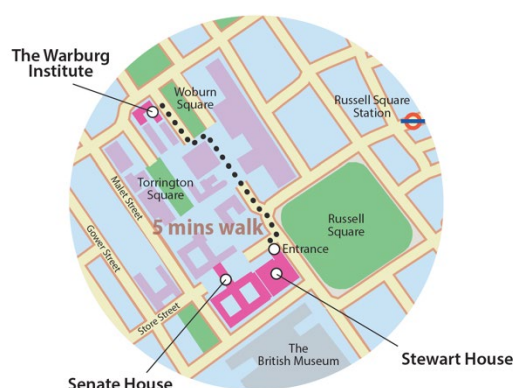 The Warburg
Institute
Woburn
Square
Russell Square
Station
Torrington
Square
Malet Street
Gower Street
5 mins walk
Russell
Square
Entrance
Store Street
The
British Museum
Stewart House
Senate House